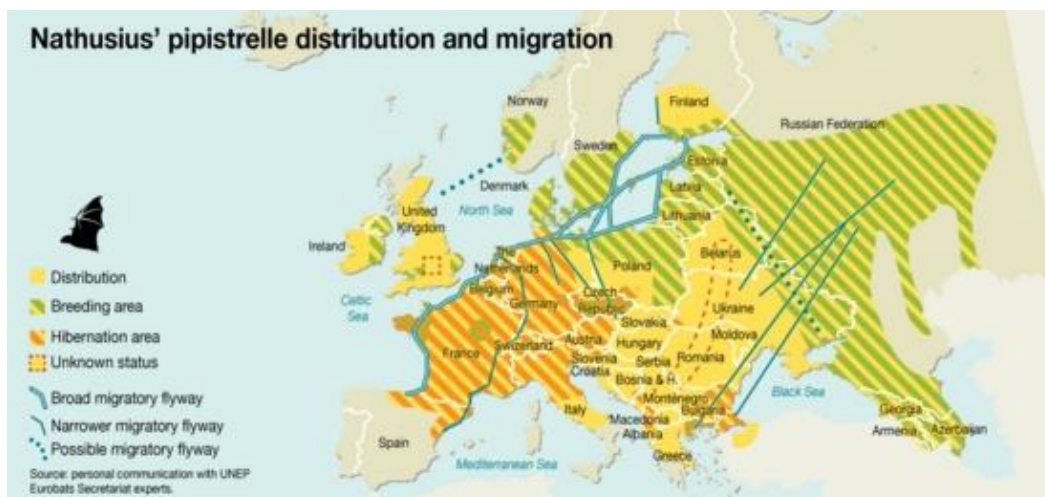 Nathusius' pipistrelle distribution and migration
Norway
Finland
Russian Federation
Sweden
Estonia
Denmark
Latvia
North Sea
United
Kingdom
Lithuania
Ireland
The
Netherlands
Belarus
Poland
Distribution
Belgium
Germany
Czech
Republic
Celtic
Sea
Breeding area
Ukraine
Slovakia
Hibernation area
Moldova
Austria
Hungary
France
Switzerland
Slovenia
Serbia
Romania
Unknown status
Croatia
Bosnia & H.
Black Sea
Broad migratory flyway
Montenegro
Bulgaria
Italy
Georgia
Narrower migratory flyway
Macedonia
Armenia
Azerbaijan
Albania
Spain
Possible migratory flyway
Greece
Mediterranean Sea
Source: personal communication with UNEP
Eurobats Secretariat experts.